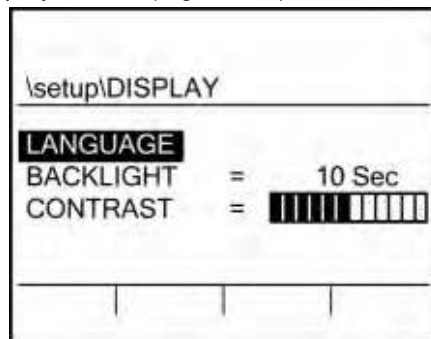 \setup\DISPLAY
LANGUAGE
BACKLIGHT = 10 Sec
CONTRAST =